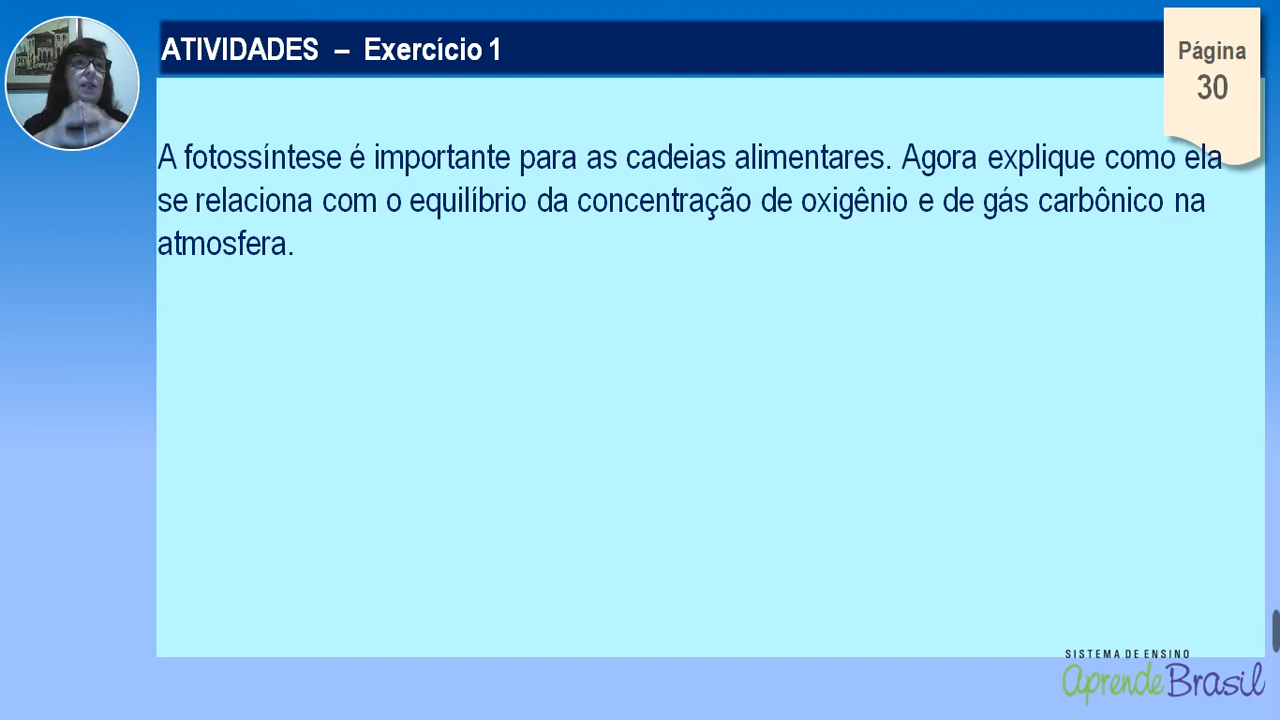 ATIVIDADES – Exercício 1
Página
30
A fotossíntese é importante para as cadeias alimentares. Agora explique como ela
se relaciona com o equilíbrio da concentração de oxigênio e de gás carbônico na
atmosfera.
SISTEMA DE ENSINO
aprendeBrasil